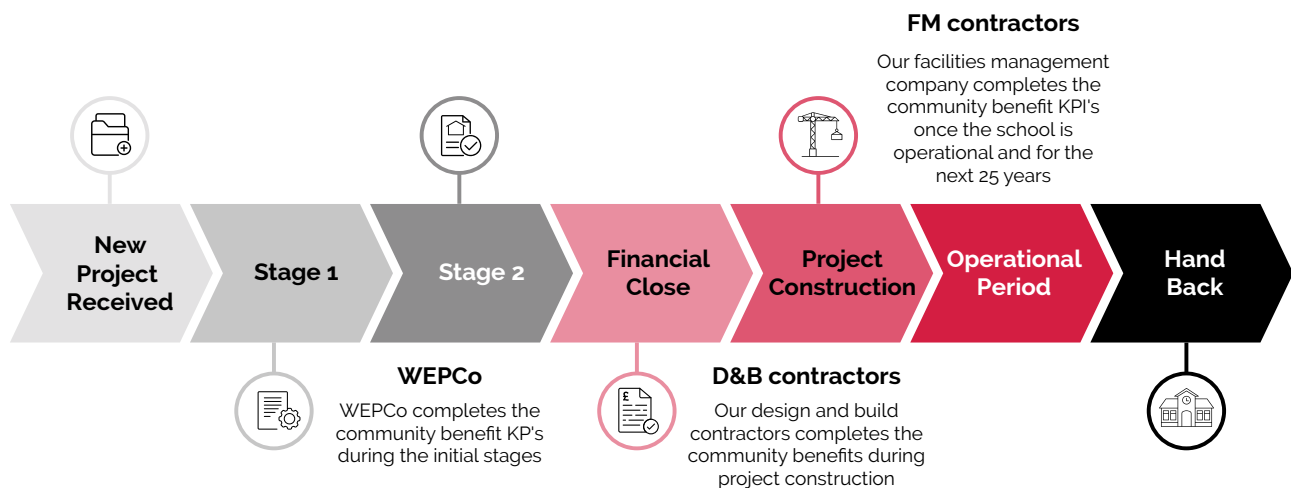 FM contractors
Our facilities management
company completes the
community benefit KPI's
once the school is
operational and for the
next 25 years
New
Project
Received
Stage 1
Stage 2
Financial
Close
Project
Construction
Operational
Period
Hand
Back
WEPCo
WEPCo completes the
community benefit KP's
during the initial stages
£
D&B contractors
Our design and build
contractors completes the
community benefits during
project construction